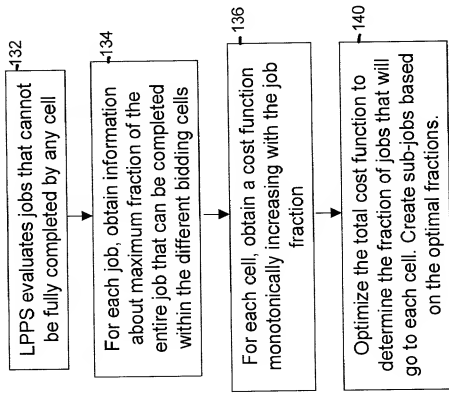 132
LPPS evaluates jobs that cannot
be fully completed by any cell
134
For each job, obtain information
about maximum fraction of the
entire job that can be completed
within the different bidding cells
136
For each cell, obtain a cost function
monotonically increasing with the job
fraction
140
Optimize the total cost function to
determine the fraction of jobs that will
go to each cell. Create sub-jobs based
on the optimal fractions.